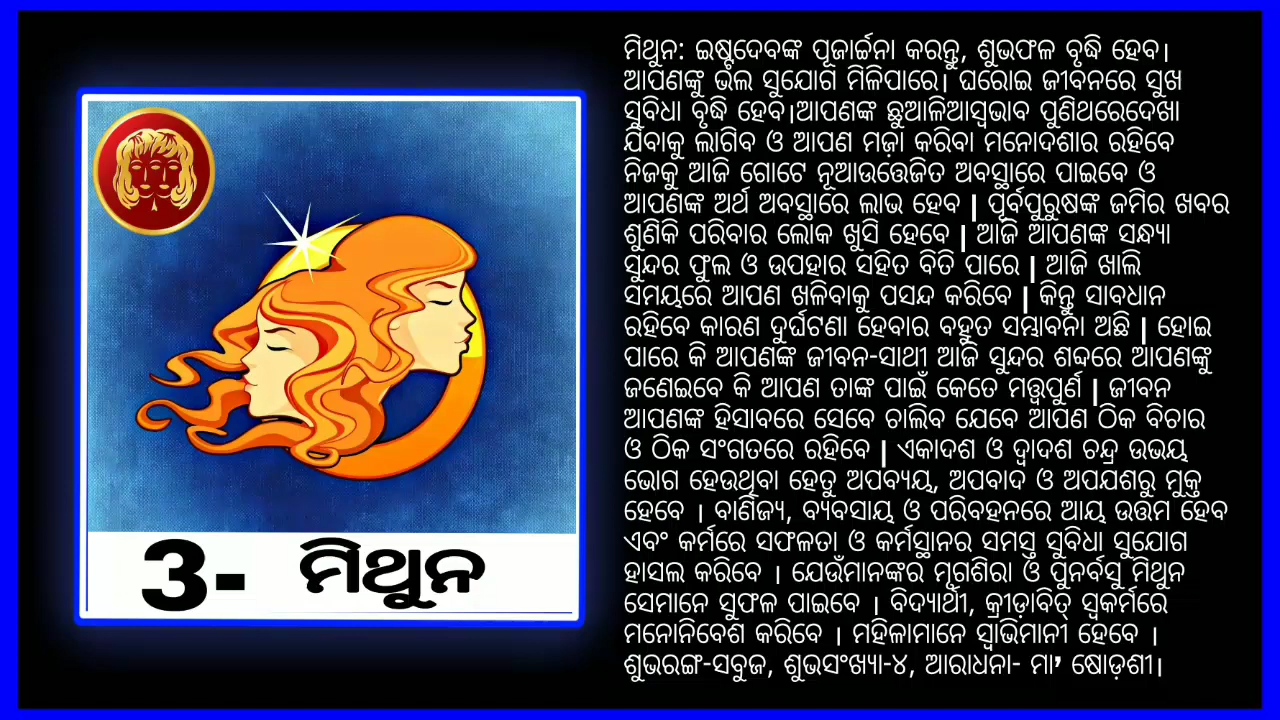 ମିଥୁନ: ଇଷ୍ଟଦେବଙ୍କ ପୂଜାର୍ଚ୍ଚନା କରନ୍ତୁ, ଶୁଭଫଳ ବୃଦ୍ଧି ହେବ।
ଆପଣଙ୍କୁ ଭଲ ସୁଯୋଗ ମିଳିପାରେ। ଘରୋଇ ଜୀବନରେ ସୁଖ
ସୁବିଧା ବୃଦ୍ଧି ହେବ।ଆପଣଙ୍କ ଛୁଆଳିଆସ୍ୱଭାବ ପୁଣିଥରେଦେଖା
ଯିବାକୁ ଲାଗିବ ଓ ଆପଣ ମଜ଼ା କରିବା ମନୋଦଶାର ରହିବେ
ନିଜକୁ ଆଜି ଗୋଟେ ନୂଆଉତ୍ତେଜିତ ଅବସ୍ଥାରେ ପାଇବେ ଓ
ଆପଣଙ୍କ ଅର୍ଥ ଅବସ୍ଥାରେ ଲାଭ ହେବ | ପୂର୍ବପୁରୁଷଙ୍କ ଜମିର ଖବର
ଶୁଣିକି ପରିବାର ଲୋକ ଖୁସି ହେବେ | ଆଜି ଆପଣଙ୍କ ସନ୍ଧ୍ୟା
ସୁନ୍ଦର ଫୁଲ ଓ ଉପହାର ସହିତ ବିତି ପାରେ | ଆଜି ଖାଲି
ସମୟରେ ଆପଣ ଖଳିବାକୁ ପସନ୍ଦ କରିବେ | କିନ୍ତୁ ସାବଧାନ
ରହିବେ କାରଣ ଦୁର୍ଘଟଣା ହେବାର ବହୁତ ସମ୍ଭାବନା ଅଛି | ହୋଇ
ପାରେ କି ଆପଣଙ୍କ ଜୀବନ-ସାଥୀ ଆଜି ସୁନ୍ଦର ଶବ୍ଦରେ ଆପଣଙ୍କୁ
ଜଣେଇବେ କି ଆପଣ ତାଙ୍କ ପାଇଁ କେତେ ମତ୍ତ୍ୱପୁର୍ଣ | ଜୀବନ
ଆପଣଙ୍କ ହିସାବରେ ସେବେ ଚାଲିବ ଯେବେ ଆପଣ ଠିକ ବିଚାର
ଓ ଠିକ ସଂଗତରେ ରହିବେ | ଏକାଦଶ ଓ ଦ୍ୱାଦଶ ଚନ୍ଦ୍ର ଉଭୟ
ଭୋଗ ହେଉଥିବା ହେତୁ ଅପବ୍ୟୟ, ଅପବାଦ ଓ ଅପଯଶରୁ ମୁକ୍ତ
ହେବେ । ବାଣିଜ୍ୟ, ବ୍ୟବସାୟ ଓ ପରିବହନରେ ଆୟ ଉତ୍ତମ ହେବ
ଏବଂ କର୍ମରେ ସଫଳତା ଓ କର୍ମସ୍ଥାନର ସମସ୍ତ ସୁବିଧା ସୁଯୋଗ
ହାସଲ କରିବେ । ଯେଉଁମାନଙ୍କର ମୃଗଶିରା ଓ ପୁନର୍ବସୁ ମିଥୁନ
ସେମାନେ ସୁଫଳ ପାଇବେ । ବିଦ୍ୟାର୍ଥୀ, କ୍ରୀଡ଼ାବିତ୍ ସ୍ୱକର୍ମରେ
ମନୋନିବେଶ କରିବେ । ମହିଳାମାନେ ସ୍ୱାଭିମାନୀ ହେବେ ।
ଶୁଭରଙ୍ଗ-ସବୁଜ, ଶୁଭସଂଖ୍ୟା-୪, ଆରାଧନା- ମା’ ଷୋଡ଼ଶୀ।
3- ମିଥୁନ